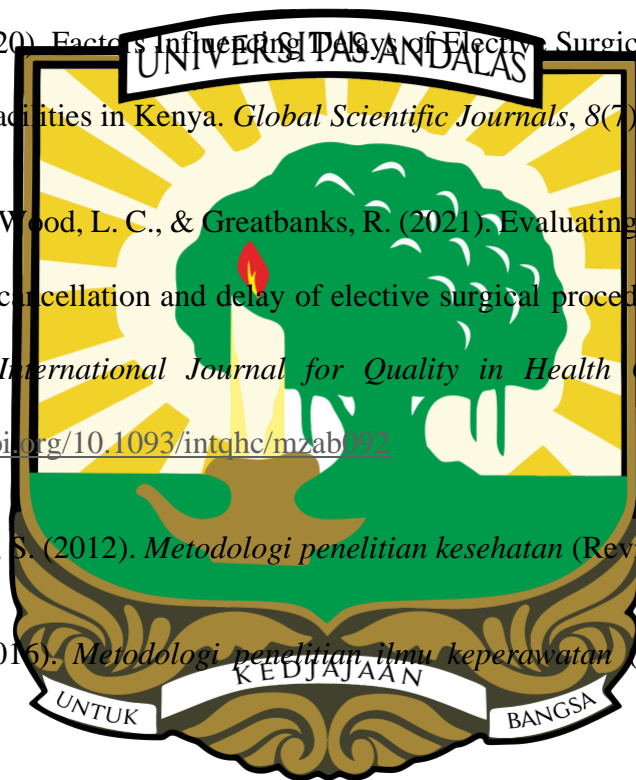 20). Factors Influencing Delays of Elective Surgic
UNIVERSITAS ANDALAS
acilities in Kenya. Global Scientific Journals, 8(7)
Wood, L. C., & Greatbanks, R. (2021). Evaluating
cancellation and delay of elective surgical proced
International Journal for Quality in Health
oi.org/10.1093/intqhc/mzab092
S. (2012). Metodologi penelitian kesehatan (Revi
016). Metodologi penelitian ilmu keperawatan (
KEDJAJAAN
UNTUK
BANGSA